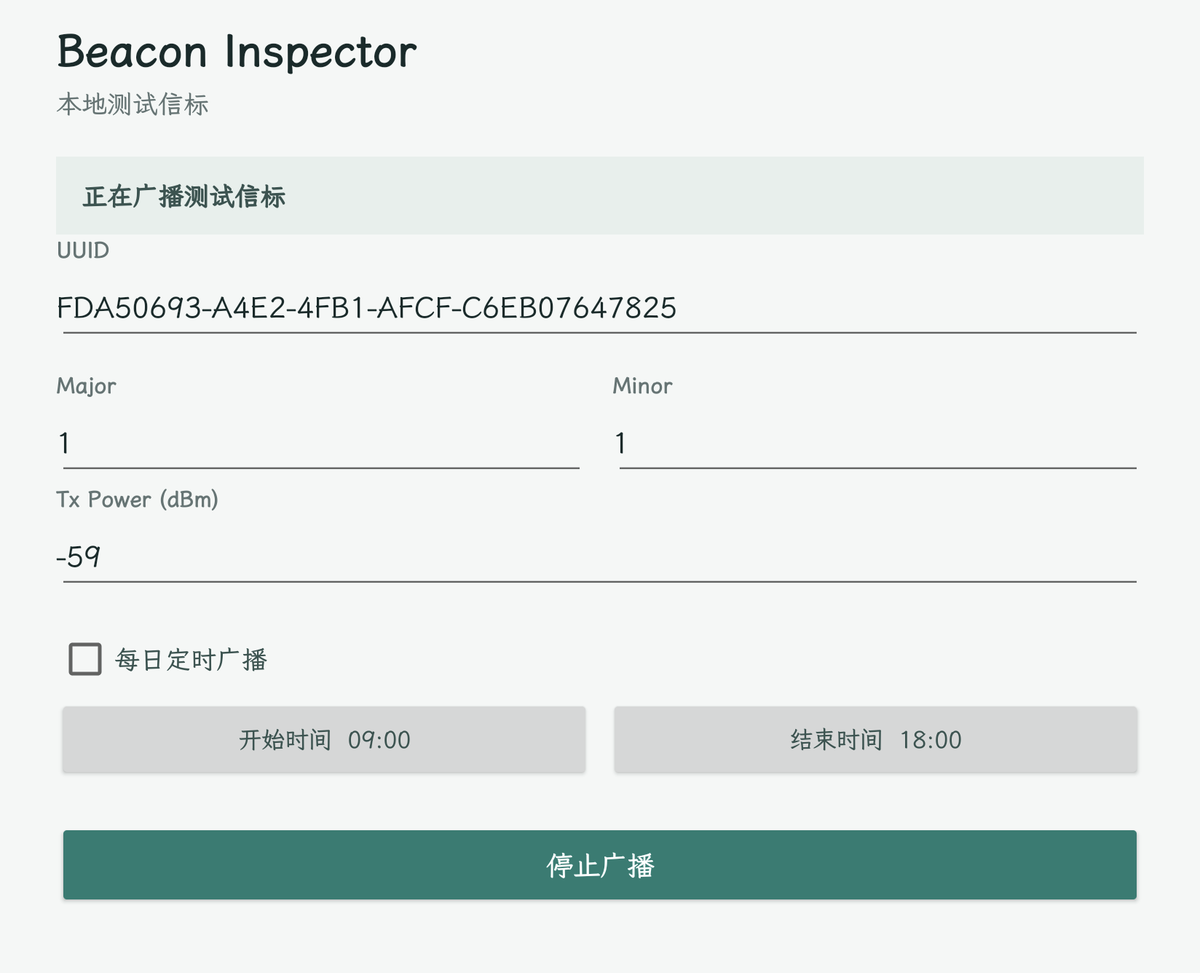 Beacon Inspector
本地测试信标
正在广播测试信标
UUID
FDA50693-A4E2-4FB1-AFCF-C6EB07647825
Major
Minor
1
1
Tx Power (dBm)
-59
每日定时广播
开始时间 09:00
结束时间 18:00
停止广播